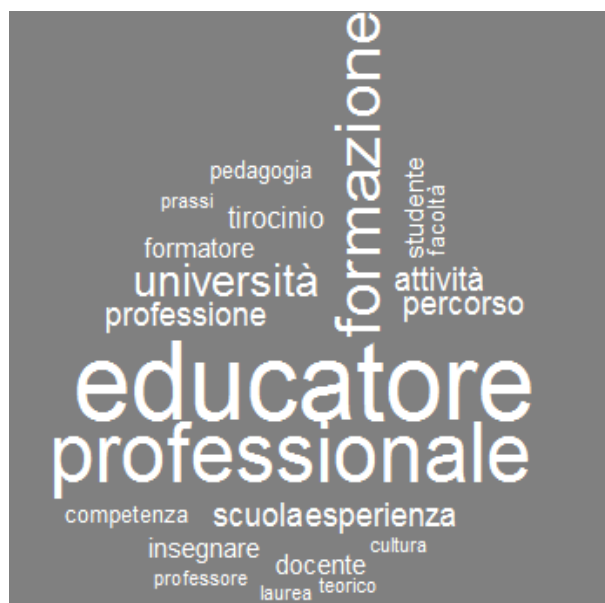 formazione
pedagogia
studente
facoltà
prassi
tirocinio
formatore
università
attività
percorso
professione
educatore
professionale
competenza
scuola
esperienza
insegnare
cultura
docente
professore
teorico
laurea